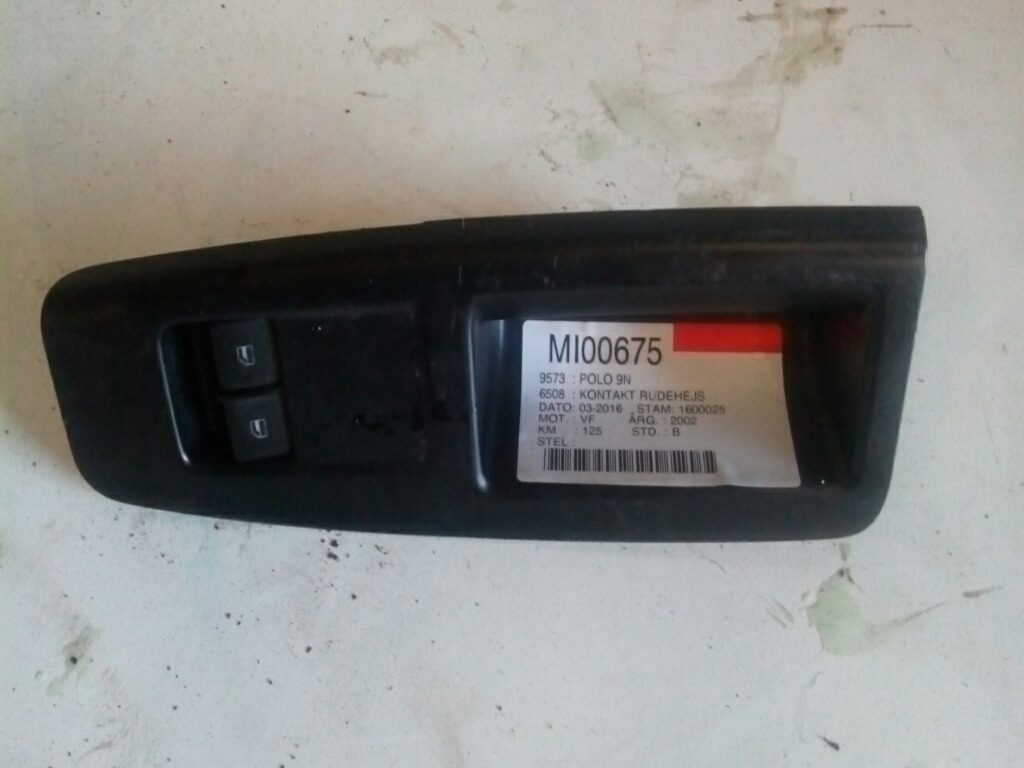 MI00675
9573 : POLO 9N
6508 : KONTAKT RUDEHEJS
DATO: 03-2016 STAM: 1600025
MOT. : VF ÅRG. : 2002
KM : 125 STD. : B
STEL :